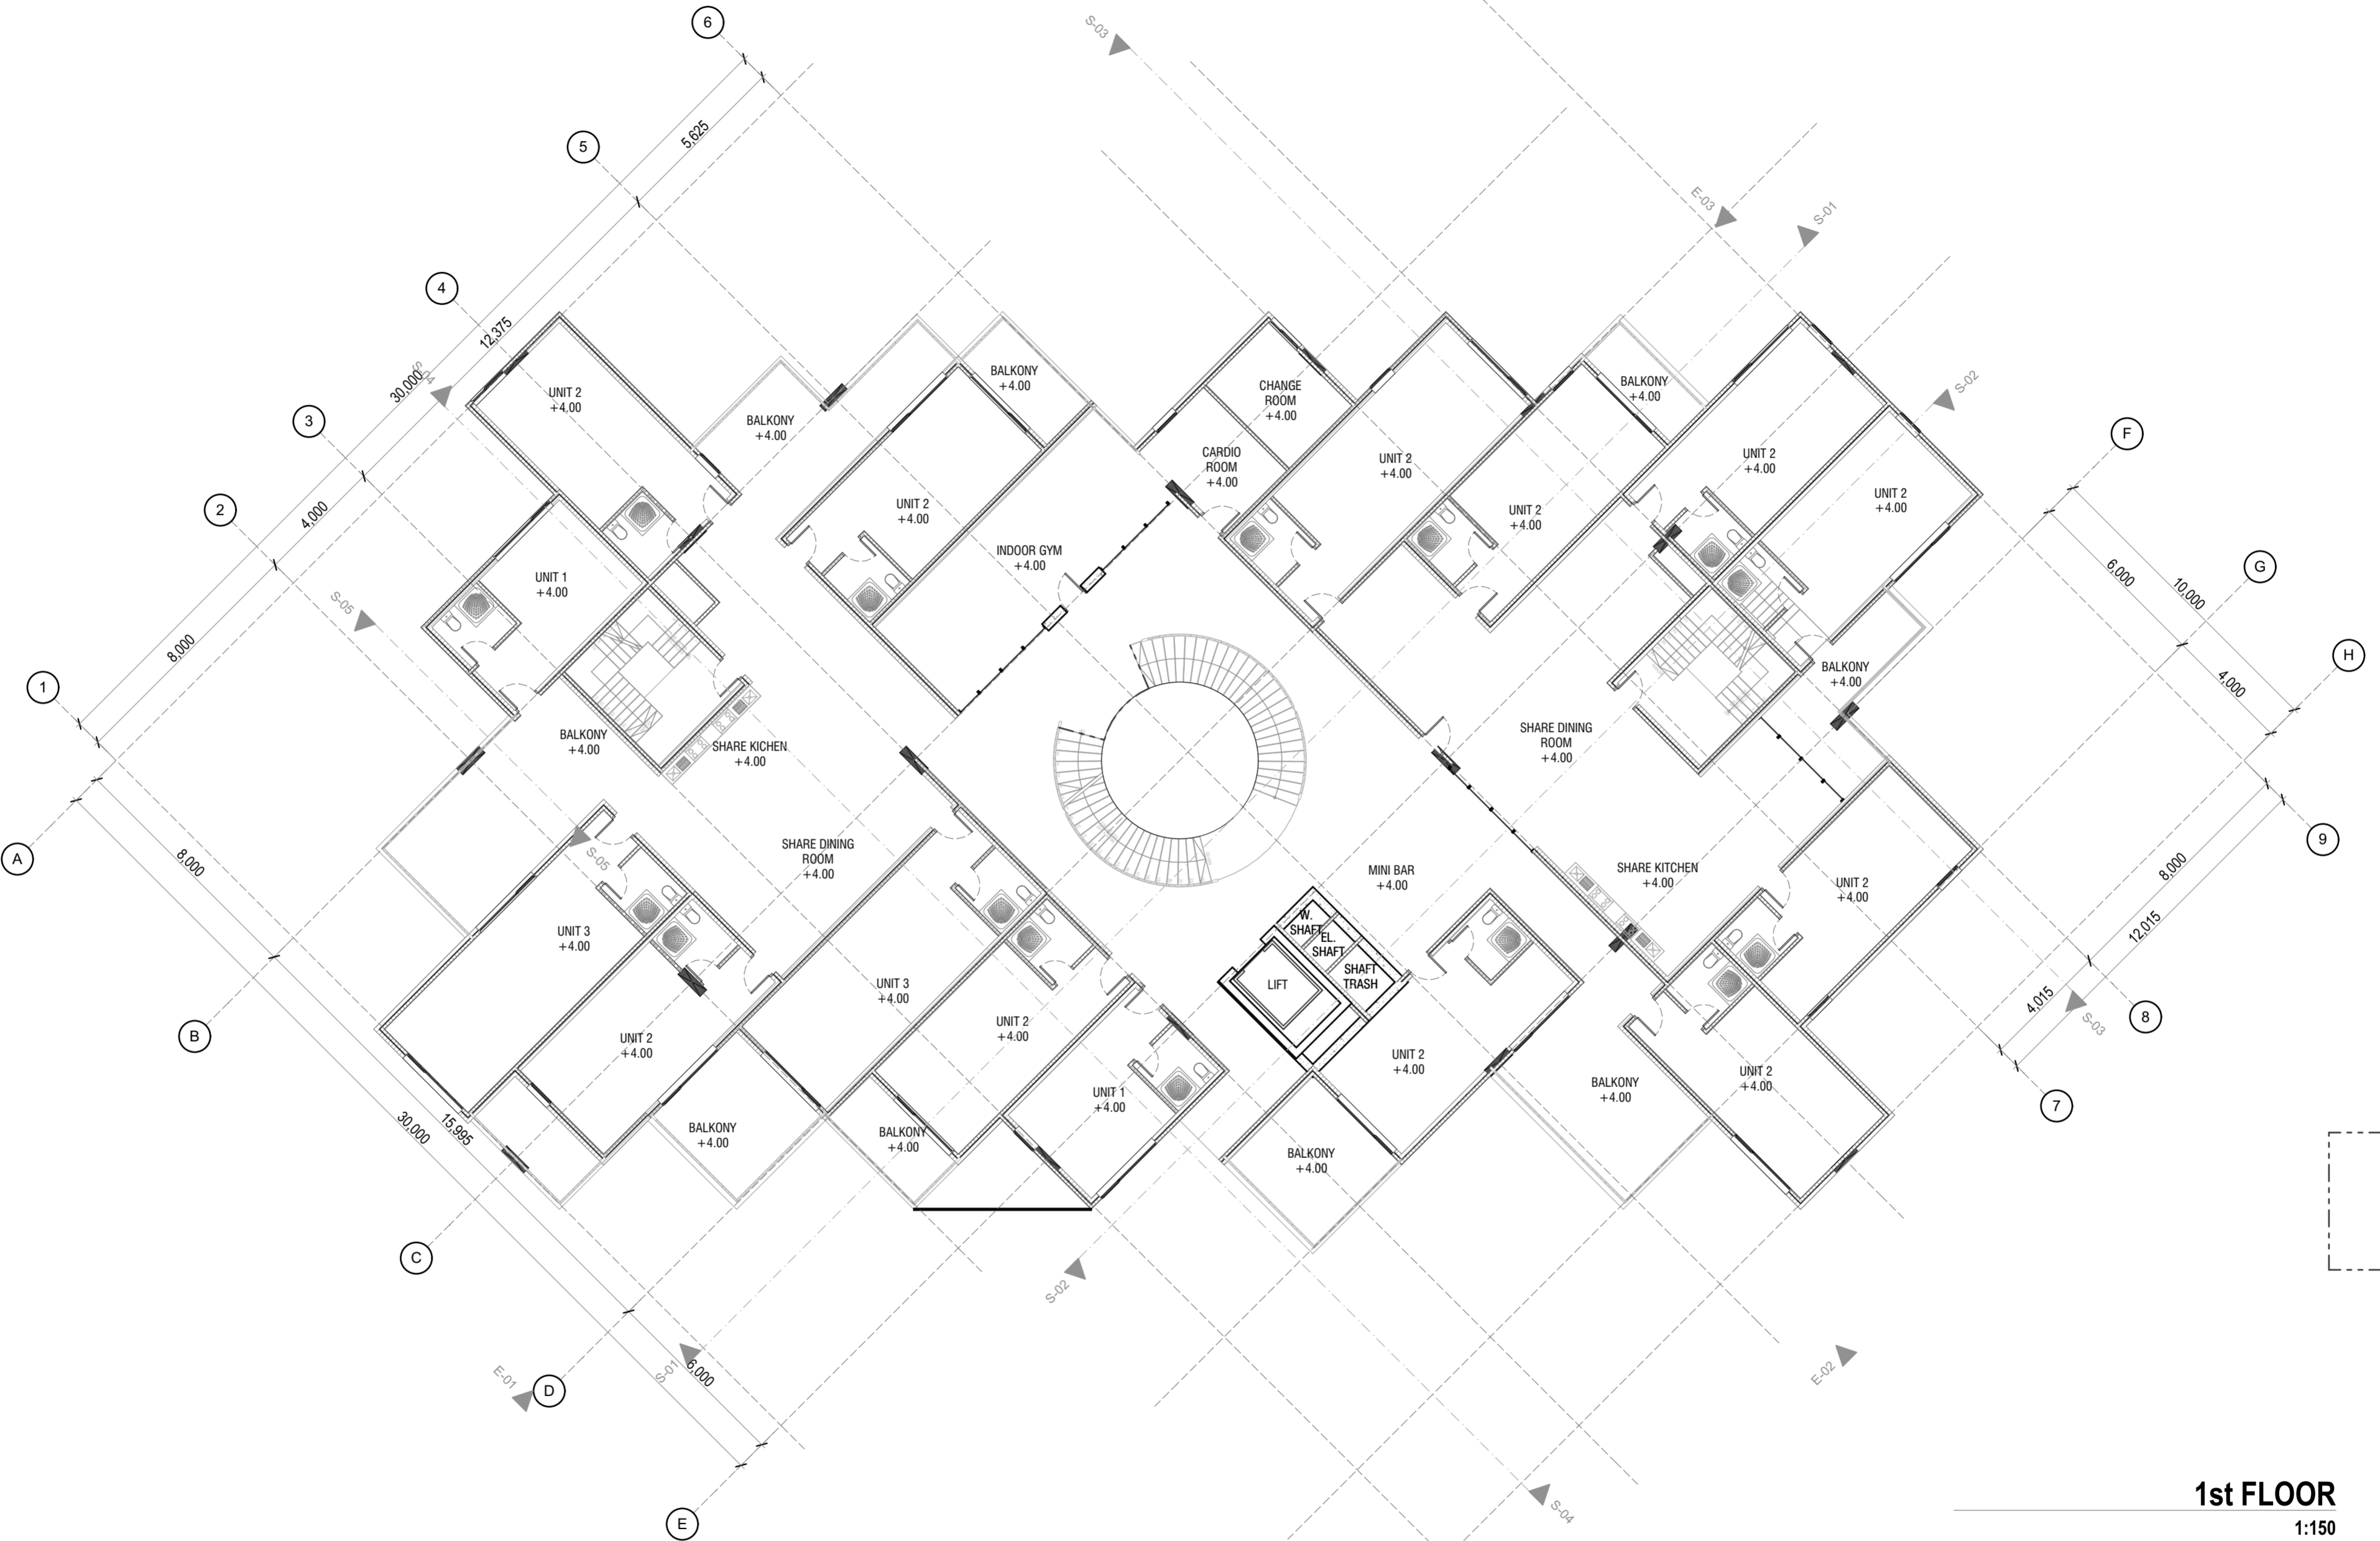 6
S-03
5
5,625
E-03
S-01
4
12,375
30,000
S-04
S-02
3
UNIT 2
+4.00
BALKONY
+4.00
BALKONY
+4.00
CHANGE
ROOM
+4.00
BALKONY
+4.00
F
2
4,000
UNIT 2
+4.00
CARDIO
ROOM
+4.00
UNIT 2
+4.00
UNIT 2
+4.00
UNIT 2
+4.00
UNIT 2
+4.00
INDOOR GYM
+4.00
G
6,000
10,000
S-05
UNIT 1
+4.00
8,000
1
H
4,000
BALKONY
+4.00
BALKONY
+4.00
SHARE KICHEN
+4.00
SHARE DINING
ROOM
+4.00
A
8,000
9
SHARE DINING
ROOM
+4.00
S-05
MINI BAR
+4.00
SHARE KITCHEN
+4.00
UNIT 2
+4.00
8,000
12,015
UNIT 3
+4.00
W.
SHAFT
EL.
SHAFT
SHAFT
TRASH
LIFT
UNIT 3
+4.00
4,015
8
S-03
B
UNIT 2
+4.00
UNIT 2
+4.00
UNIT 2
+4.00
UNIT 2
+4.00
BALKONY
+4.00
UNIT 1
+4.00
7
30,000
15,995
BALKONY
+4.00
BALKONY
+4.00
BALKONY
+4.00
C
S-02
E-01
D
S-01
6,000
E-02
E
S-04
1st FLOOR
1:150